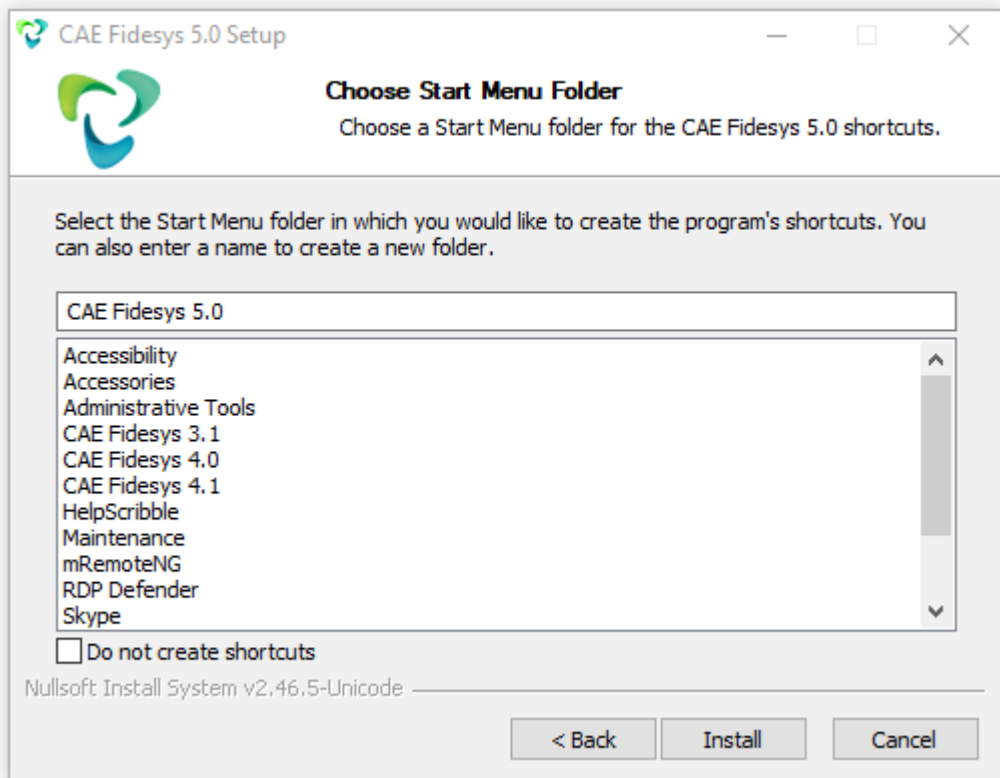 CAE Fidesys 5.0 Setup
Choose Start Menu Folder
Choose a Start Menu folder for the CAE Fidesys 5.0 shortcuts.
Select the Start Menu folder in which you would like to create the program's shortcuts. You
can also enter a name to create a new folder.
CAE Fidesys 5.0
Accessibility
Accessories
Administrative Tools
CAE Fidesys 3.1
CAE Fidesys 4.0
CAE Fidesys 4.1
HelpScribble
Maintenance
mRemoteNG
RDP Defender
Skype
Do not create shortcuts
Nullsoft Install System v2.46.5-Unicode
< Back Install Cancel